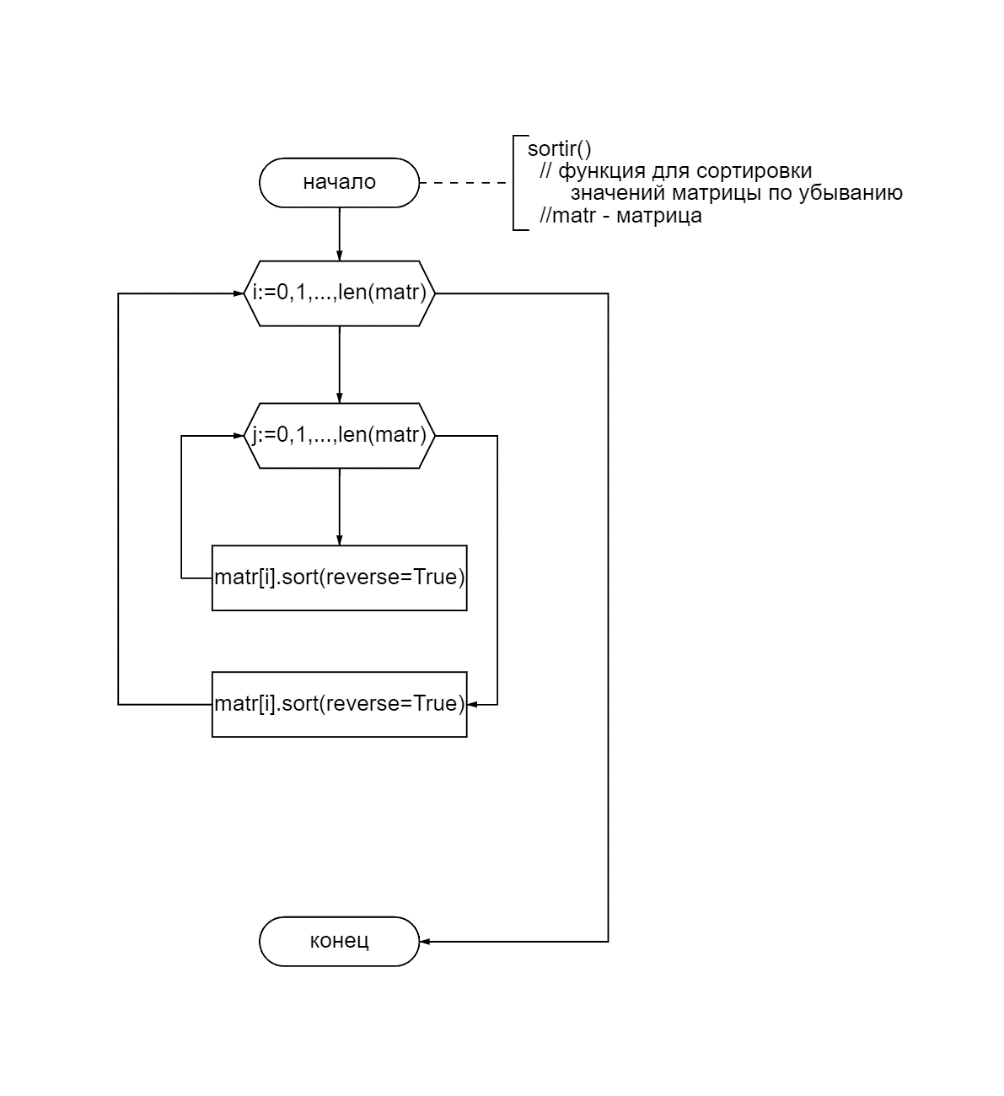 начало
sortir()
// функция для сортировки
значений матрицы по убыванию
//matr - матрица
i:=0,1,...,len(matr)
j:=0,1,...,len(matr)
matr[i].sort(reverse=True)
matr[i].sort(reverse=True)
конец